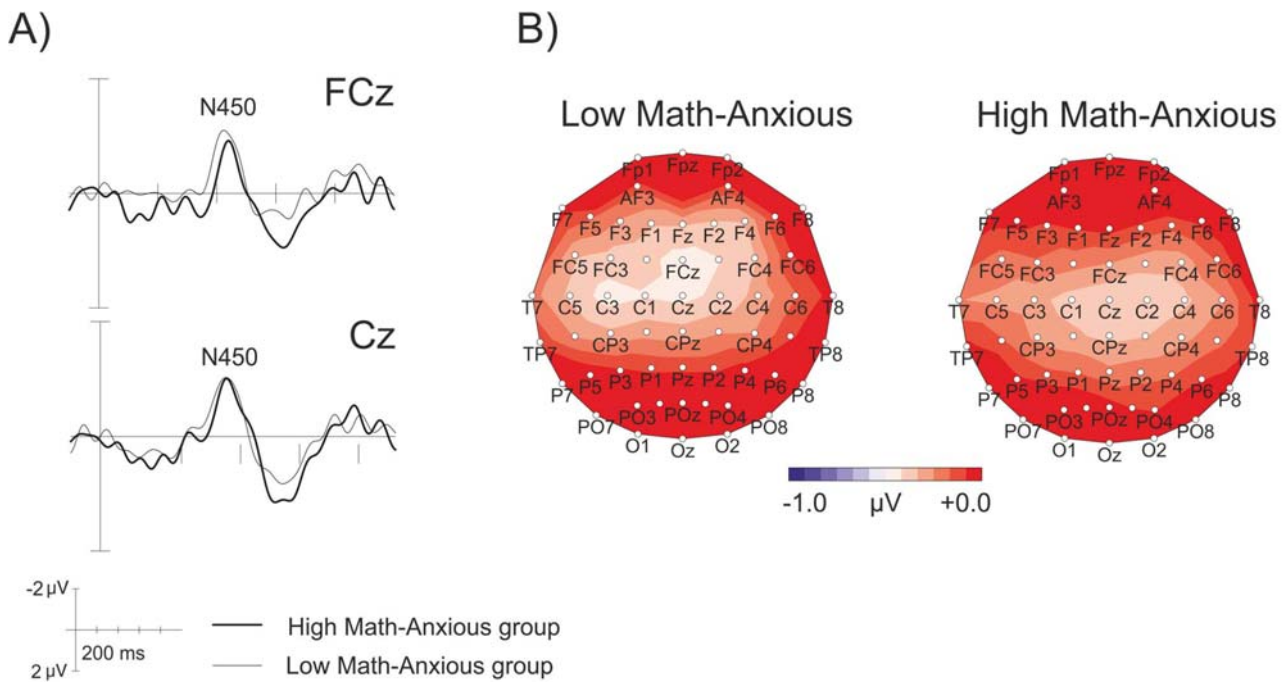 A)
FCz
N450
Cz
N450
-2 µV
200 ms
2 µV
High Math-Anxious group
Low Math-Anxious group
B)
Low Math-Anxious
Fp1 Fpz Fp2
AF3 AF4
F7 F5 F3 F1 Fz F2 F4 F6 F8
FC5 FC3 FCz FC4 FC6
T7 C5 C3 C1 Cz C2 C4 C6 T8
TP7 CP3 CPz CP4 TP8
P7 P5 P3 P1 Pz P2 P4 P6 P8
PO7 PO3 POz PO4 PO8
O1 Oz O2
High Math-Anxious
Fp1 Fpz Fp2
AF3 AF4
F7 F5 F3 F1 Fz F2 F4 F6 F8
FC5 FC3 FCz FC4 FC6
T7 C5 C3 C1 Cz C2 C4 C6 T8
TP7 CP3 CPz CP4 TP8
P7 P5 P3 P1 Pz P2 P4 P6 P8
PO7 PO3 POz PO4 PO8
O1 Oz O2
-1.0 µV +0.0